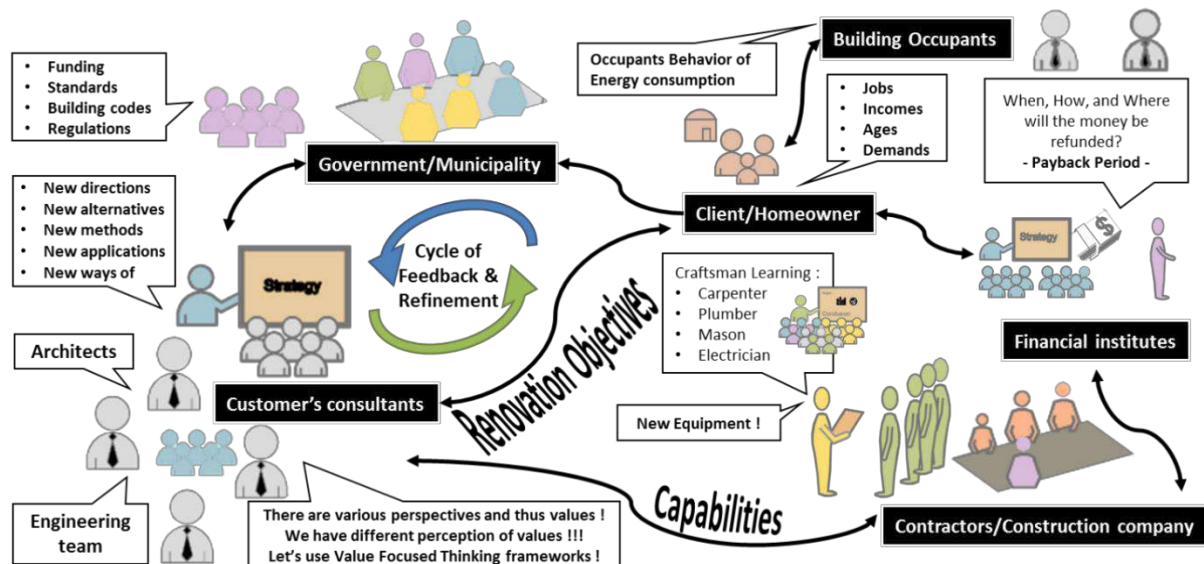 • Funding
• Standards
• Building codes
• Regulations
Government/Municipality
Occupants Behavior of
Energy consumption
Building Occupants
• Jobs
• Incomes
• Ages
• Demands
When, How, and Where
will the money be
refunded?
- Payback Period -
• New directions
• New alternatives
• New methods
• New applications
• New ways of
Strategy
Cycle of
Feedback &
Refinement
Client/Homeowner
Strategy
$
Craftsman Learning :
• Carpenter
• Plumber
• Mason
• Electrician
Financial institutes
Architects
Customer's consultants
Renovation Objectives
New Equipment !
Engineering
team
There are various perspectives and thus values !
We have different perception of values !!!
Let's use Value Focused Thinking frameworks !
Capabilities
Contractors/Construction company